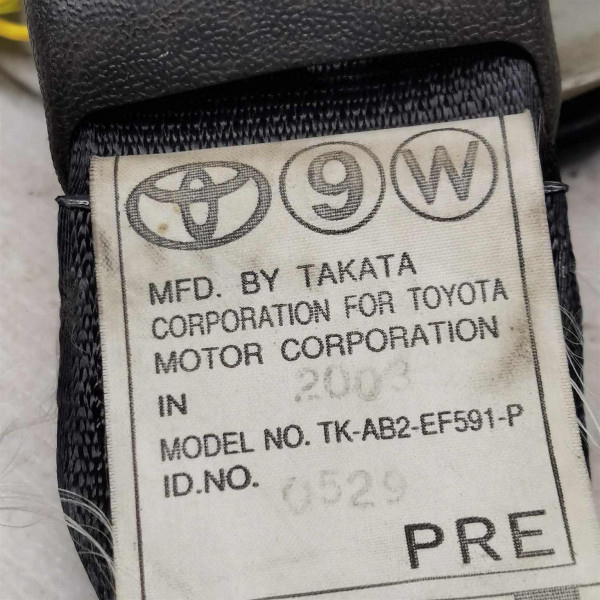 9 W
MFD. BY TAKATA
CORPORATION FOR TOYOTA
MOTOR CORPORATION
IN 2003
MODEL NO. TK-AB2-EF591-P
ID.NO. 0529
PRE